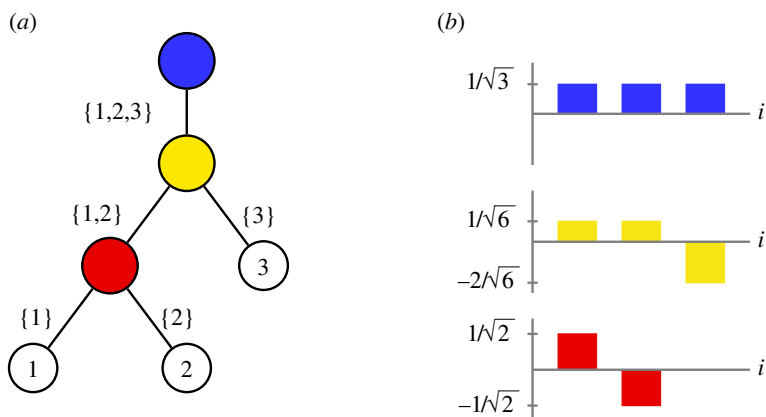 (a)
{1,2,3}
{1,2}
{3}
3
{1}
{2}
1
2
(b)
1/√3
i
1/√6
i
−2/√6
1/√2
i
−1/√2